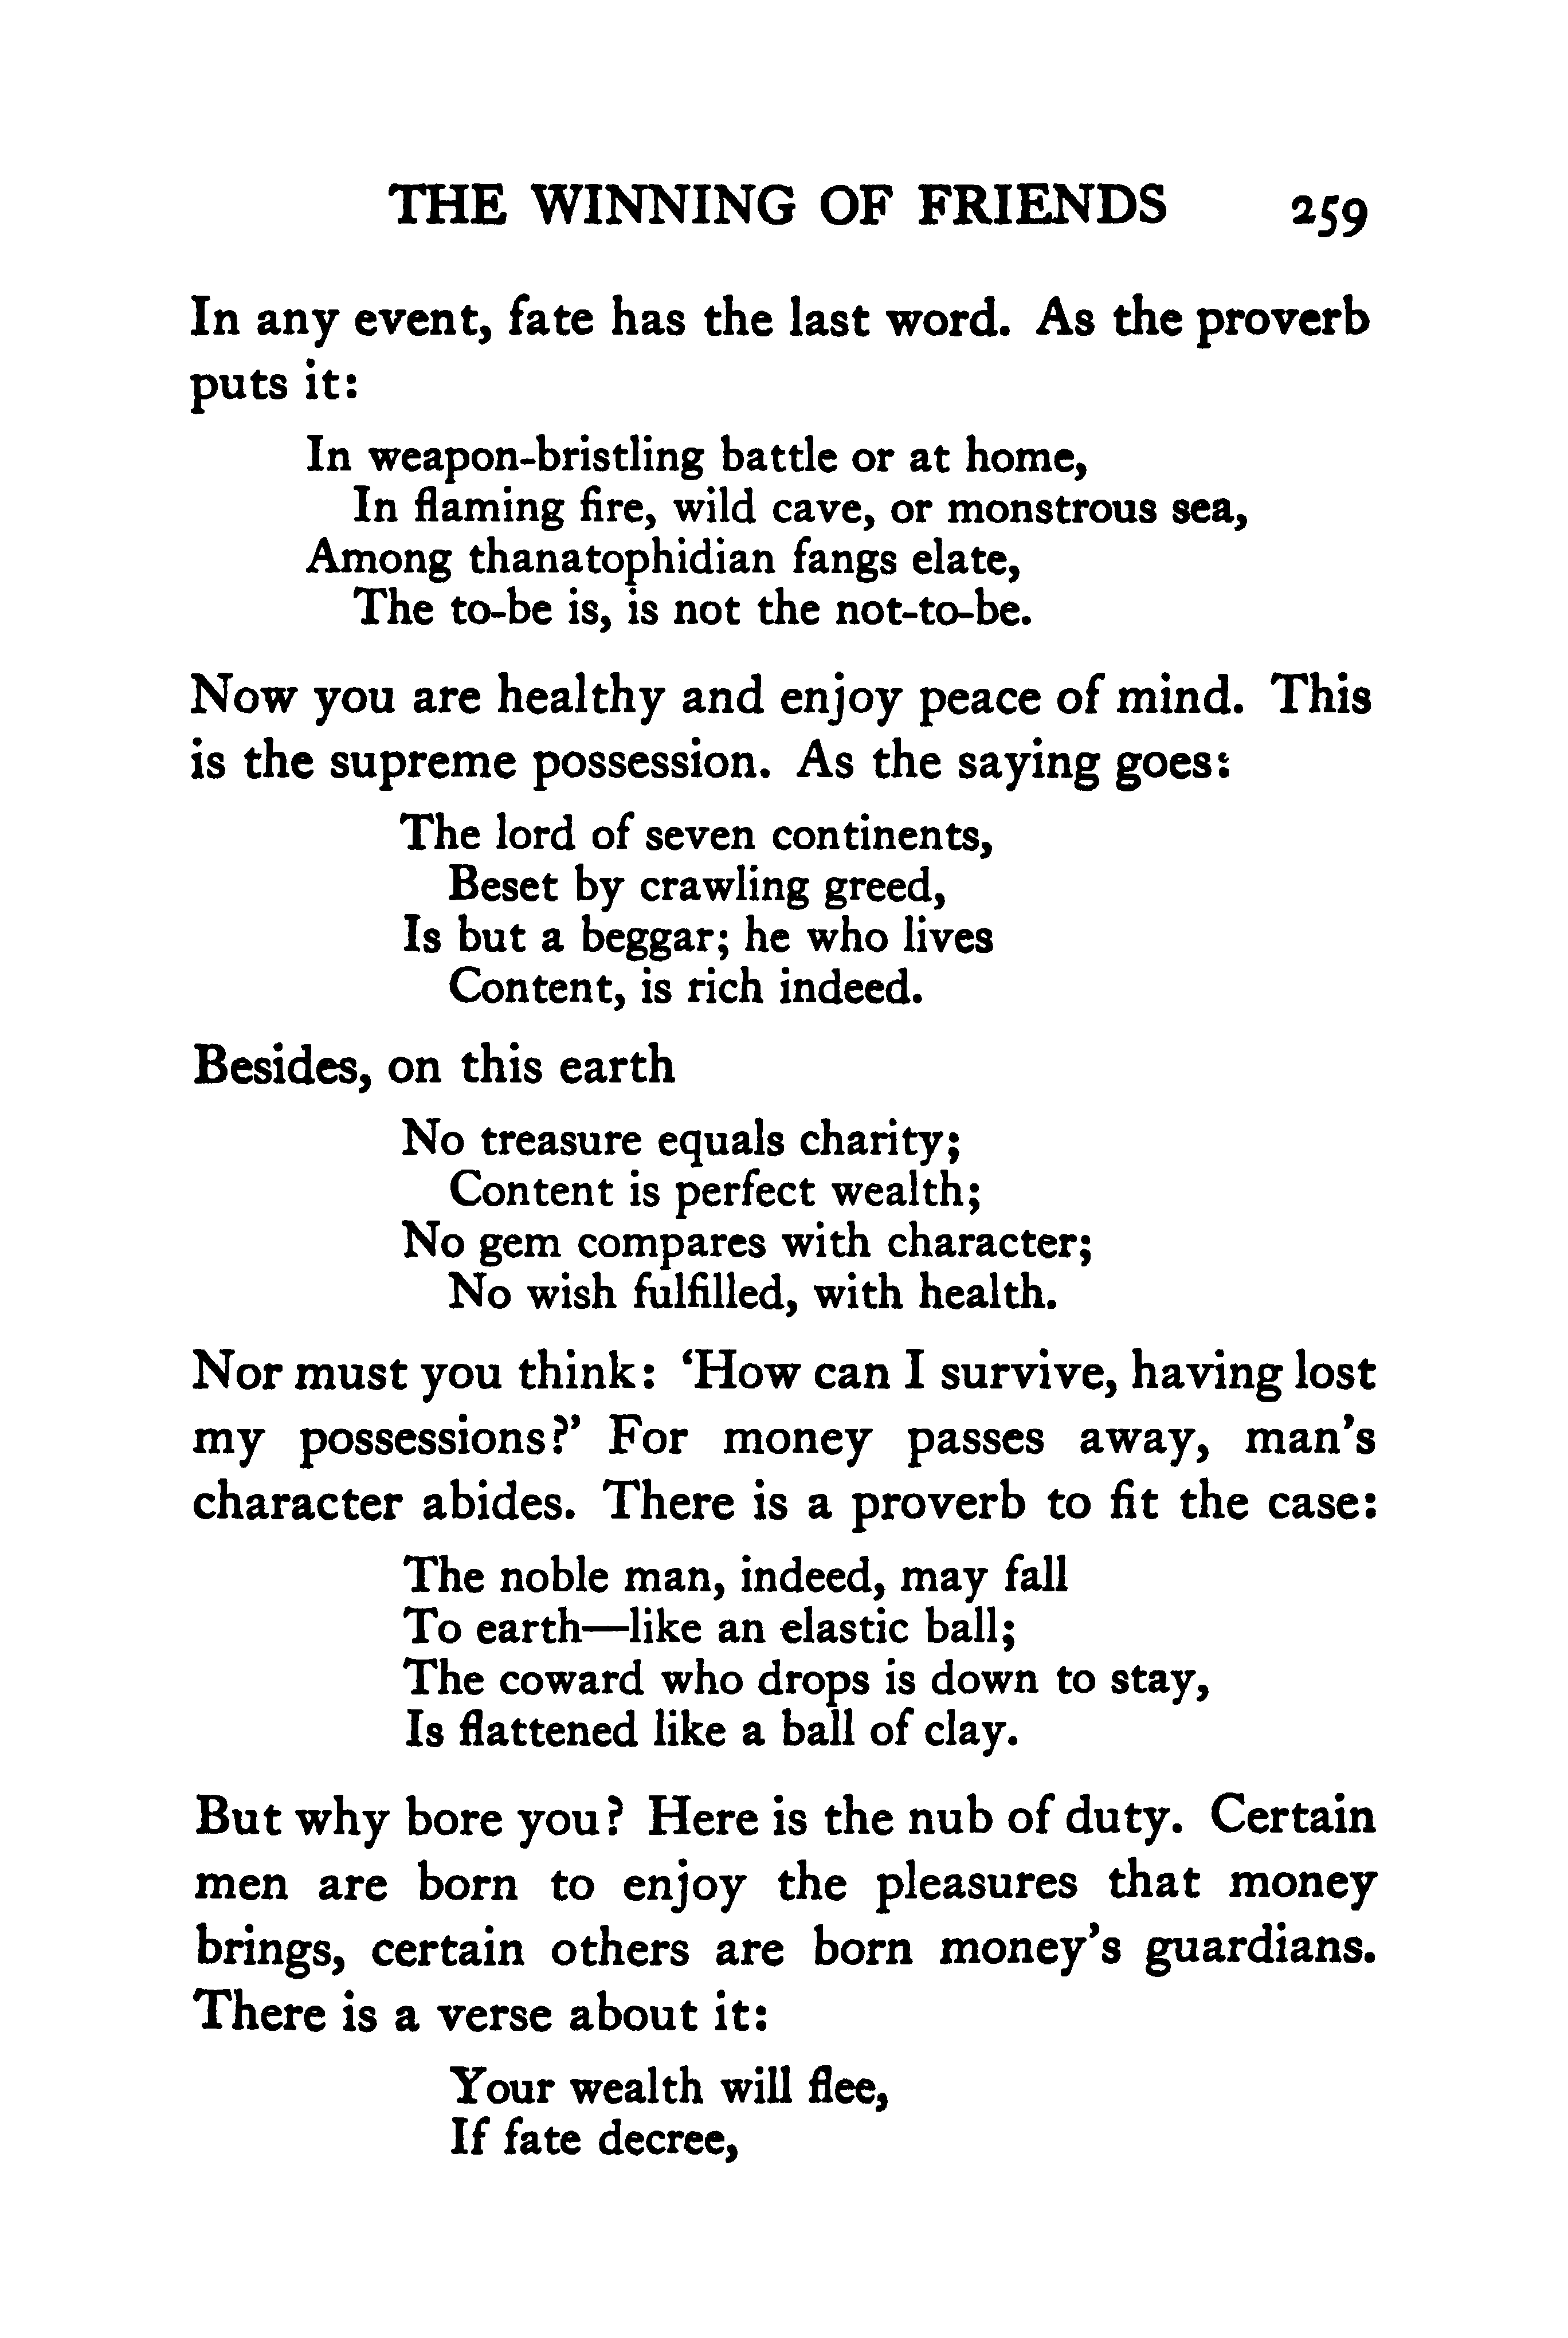 THE WINNING OF FRIENDS 259
In any event, fate has the last word. As the proverb
puts it:
In weapon-bristling battle or at home,
In flaming fire, wild cave, or monstrous sea,
Among thanatophidian fangs elate,
The to-be is, is not the not-to-be.
Now you are healthy and enjoy peace of mind. This
is the supreme possession. As the saying goes:
The lord of seven continents,
Beset by crawling greed,
Is but a beggar; he who lives
Content, is rich indeed.
Besides, on this earth
No treasure equals charity;
Content is perfect wealth;
No gem compares with character;
No wish fulfilled, with health.
Nor must you think: ‘How can I survive, having lost
my possessions?’ For money passes away, man’s
character abides. There is a proverb to fit the case:
The noble man, indeed, may fall
To earth—like an elastic ball;
The coward who drops is down to stay,
Is flattened like a ball of clay.
But why bore you? Here is the nub of duty. Certain
men are born to enjoy the pleasures that money
brings, certain others are born money’s guardians.
There is a verse about it:
Your wealth will flee,
If fate decree,